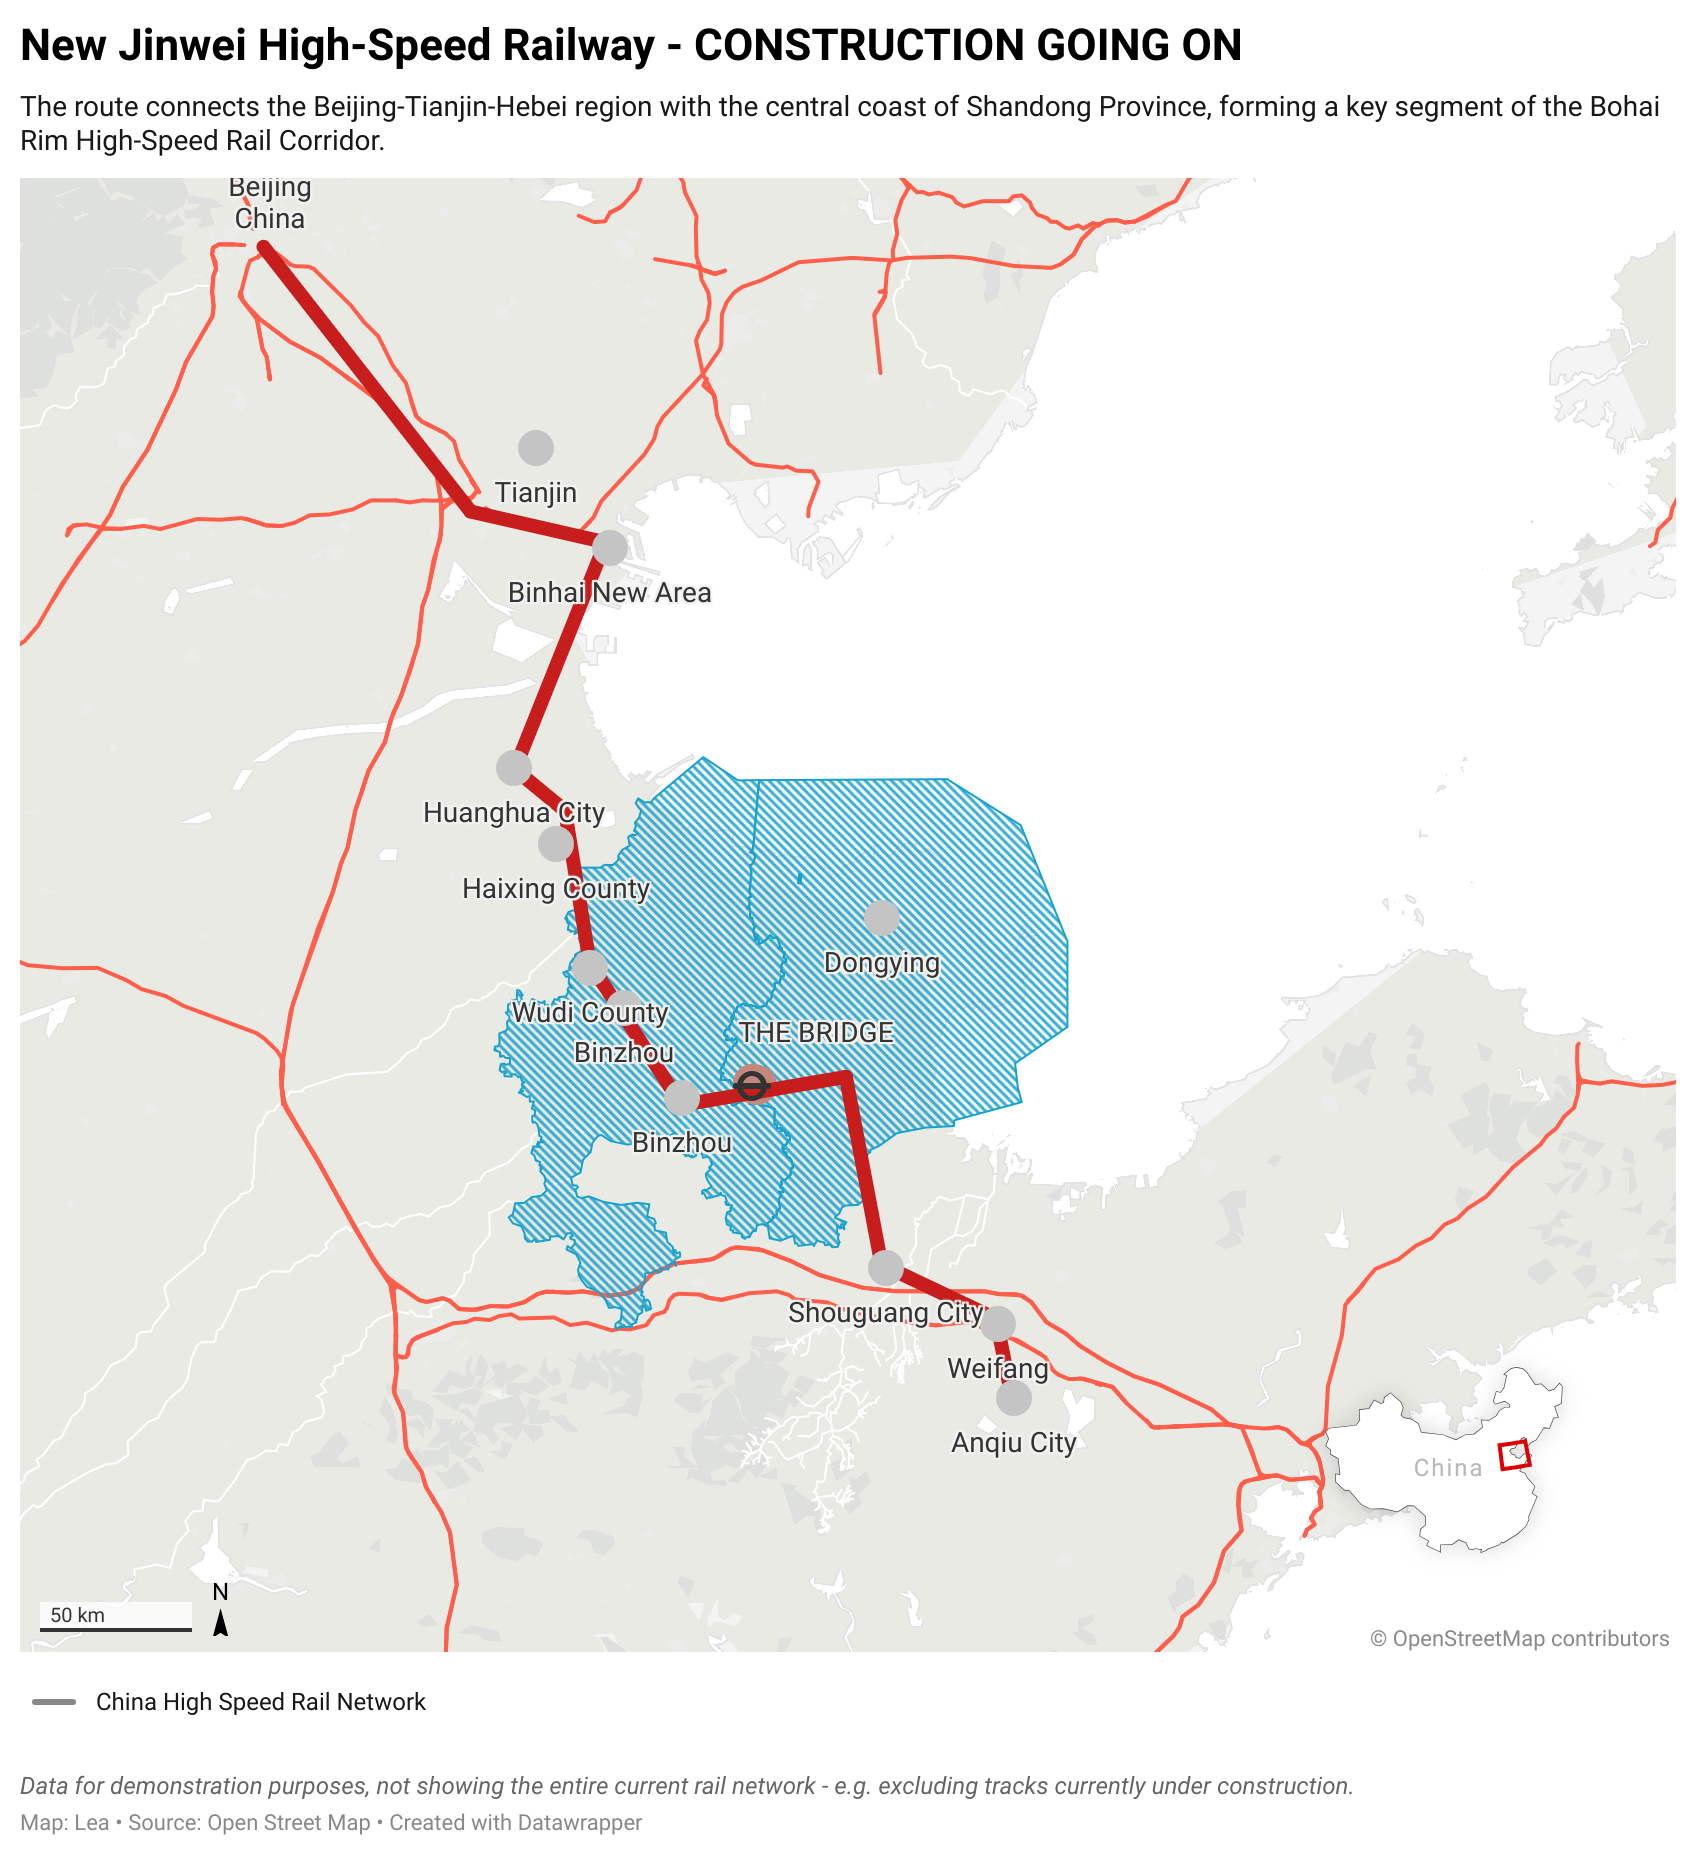 New Jinwei High-Speed Railway - CONSTRUCTION GOING ON
The route connects the Beijing-Tianjin-Hebei region with the central coast of Shandong Province, forming a key segment of the Bohai
Rim High-Speed Rail Corridor.
Beijing
China
Tianjin
Binhai New Area
Huanghua City
Haixing County
Dongying
Wudi County
THE BRIDGE
Binzhou
Binzhou
Shouguang City
Weifang
Anqiu City
China
N
50 km
© OpenStreetMap contributors
China High Speed Rail Network
Data for demonstration purposes, not showing the entire current rail network - e.g. excluding tracks currently under construction.
Map: Lea • Source: Open Street Map • Created with Datawrapper